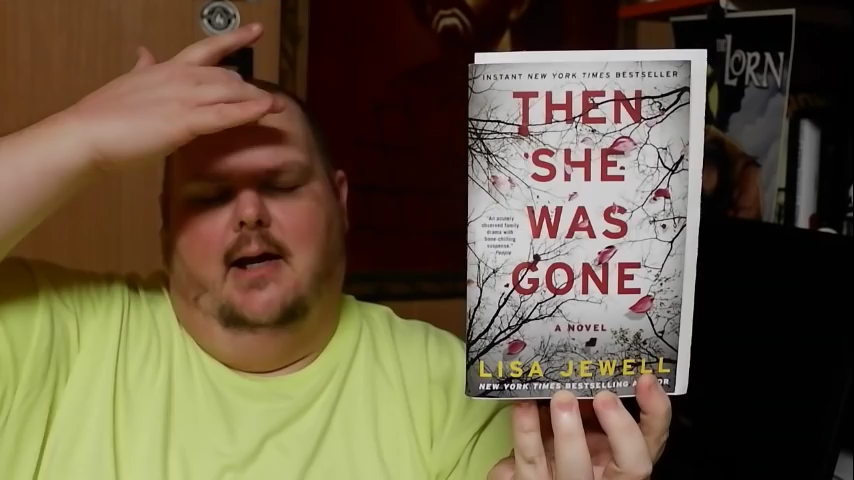 INSTANT NEW YORK TIMES BESTSELLER
THEN
SHE
WAS
GONE
"An acutely
observed family
drama with
bone-chilling
suspense."
People
A NOVEL
LISA JEWELL
NEW YORK TIMES BESTSELLING
LORN